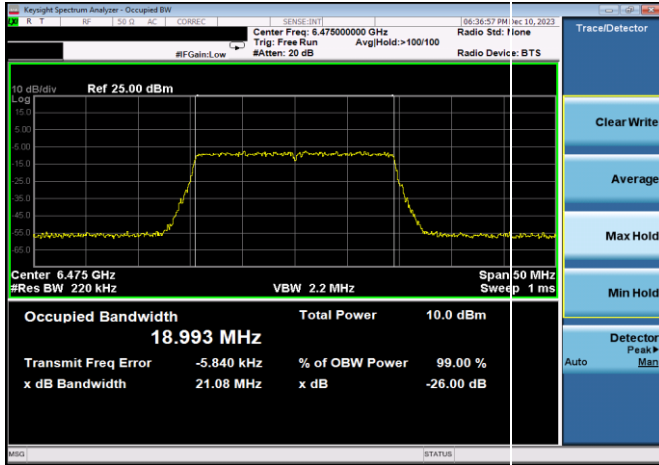 Keysight Spectrum Analyzer - Occupied BW
R T RF 50 Ω AC CORREC SENSE:INT 06:36:57 PM Dec 10, 2023
Center Freq: 6.475000000 GHz Radio Std: None
Trig: Free Run Avg|Hold:>100/100
#IFGain:Low #Atten: 20 dB Radio Device: BTS
Trace/Detector
10 dB/div Ref 25.00 dBm
Log
15.0
5.00
-5.00
-15.0
-25.0
-35.0
-45.0
-55.0
-65.0
Center 6.475 GHz Span 50 MHz
#Res BW 220 kHz VBW 2.2 MHz Sweep 1 ms
Occupied Bandwidth Total Power 10.0 dBm
18.993 MHz
Transmit Freq Error -5.840 kHz % of OBW Power 99.00 %
x dB Bandwidth 21.08 MHz x dB -26.00 dB
Clear Write
Average
Max Hold
Min Hold
Detector
Peak▶
Auto Man
MSG STATUS